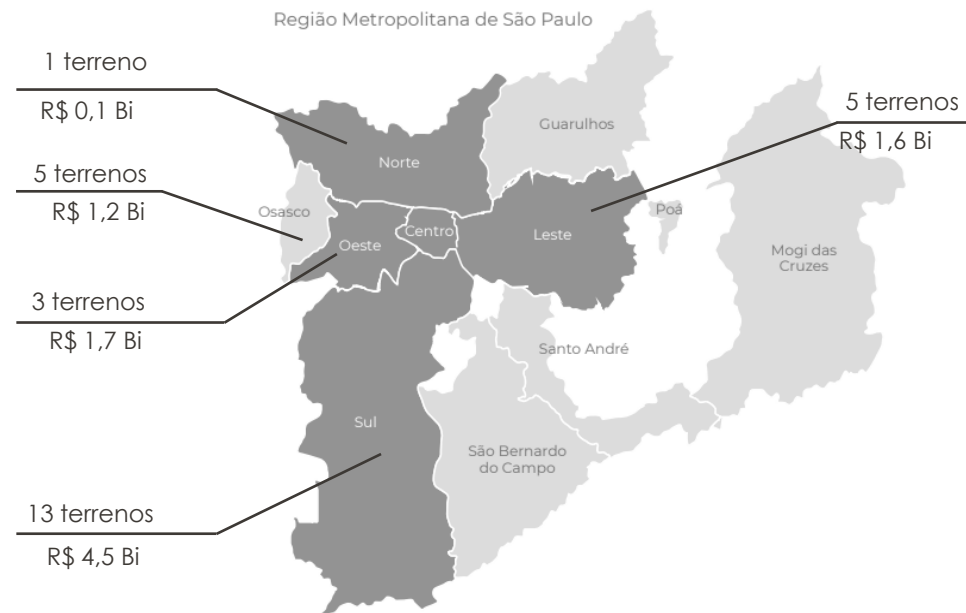 Região Metropolitana de São Paulo
1 terreno
R$ 0,1 Bi
5 terrenos
R$ 1,6 Bi
Guarulhos
Norte
5 terrenos
R$ 1,2 Bi
Osasco
Oeste
Centro
Leste
Poá
Mogi das
Cruzes
3 terrenos
R$ 1,7 Bi
Santo André
Sul
São Bernardo
do Campo
13 terrenos
R$ 4,5 Bi